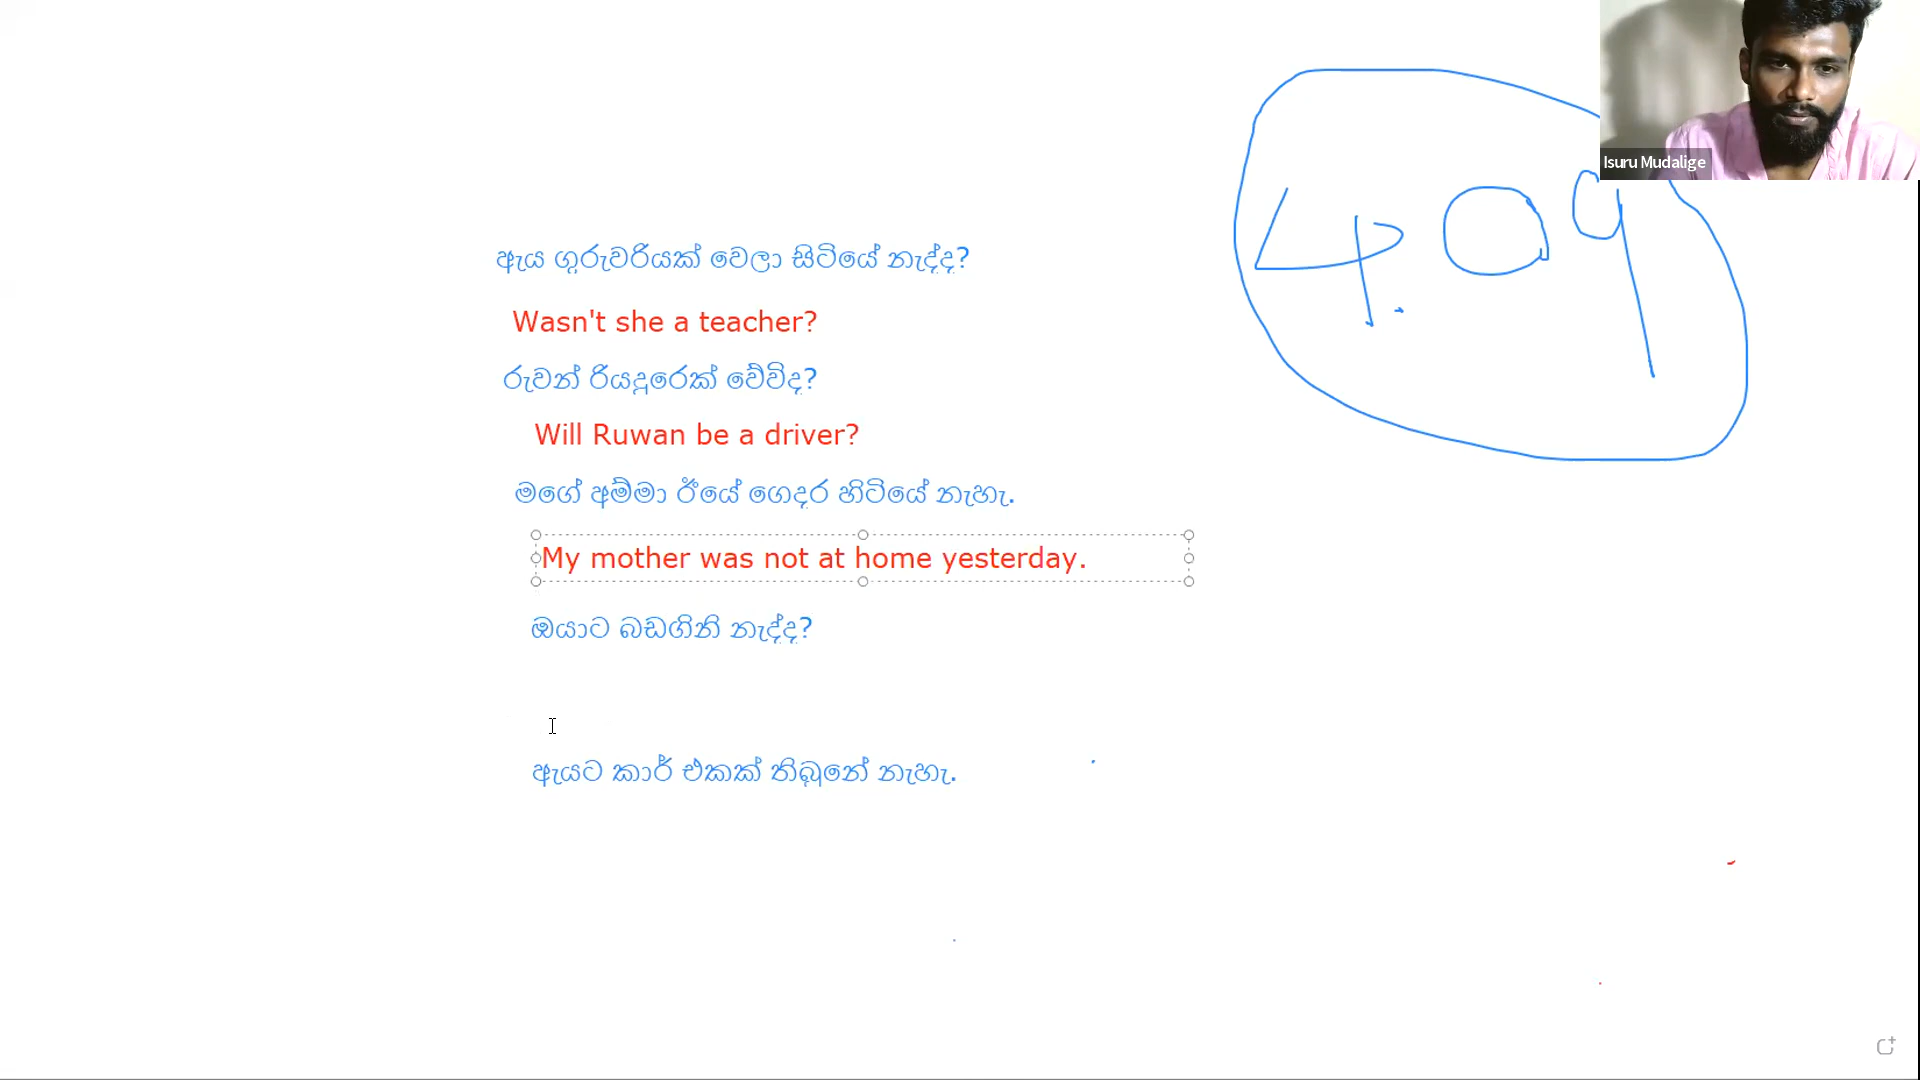 Isuru Mudalige
4.09
ඇය ගුරුවරියක් වෙලා සිටියේ නැද්ද?
Wasn't she a teacher?
රුවන් රියදුරෙක් වේවිද?
Will Ruwan be a driver?
මගේ අම්මා ඊයේ ගෙදර හිටියේ නැහැ.
My mother was not at home yesterday.
ඔයාට බඩගිනි නැද්ද?
ඇයට කාර් එකක් තිබුනේ නැහැ.